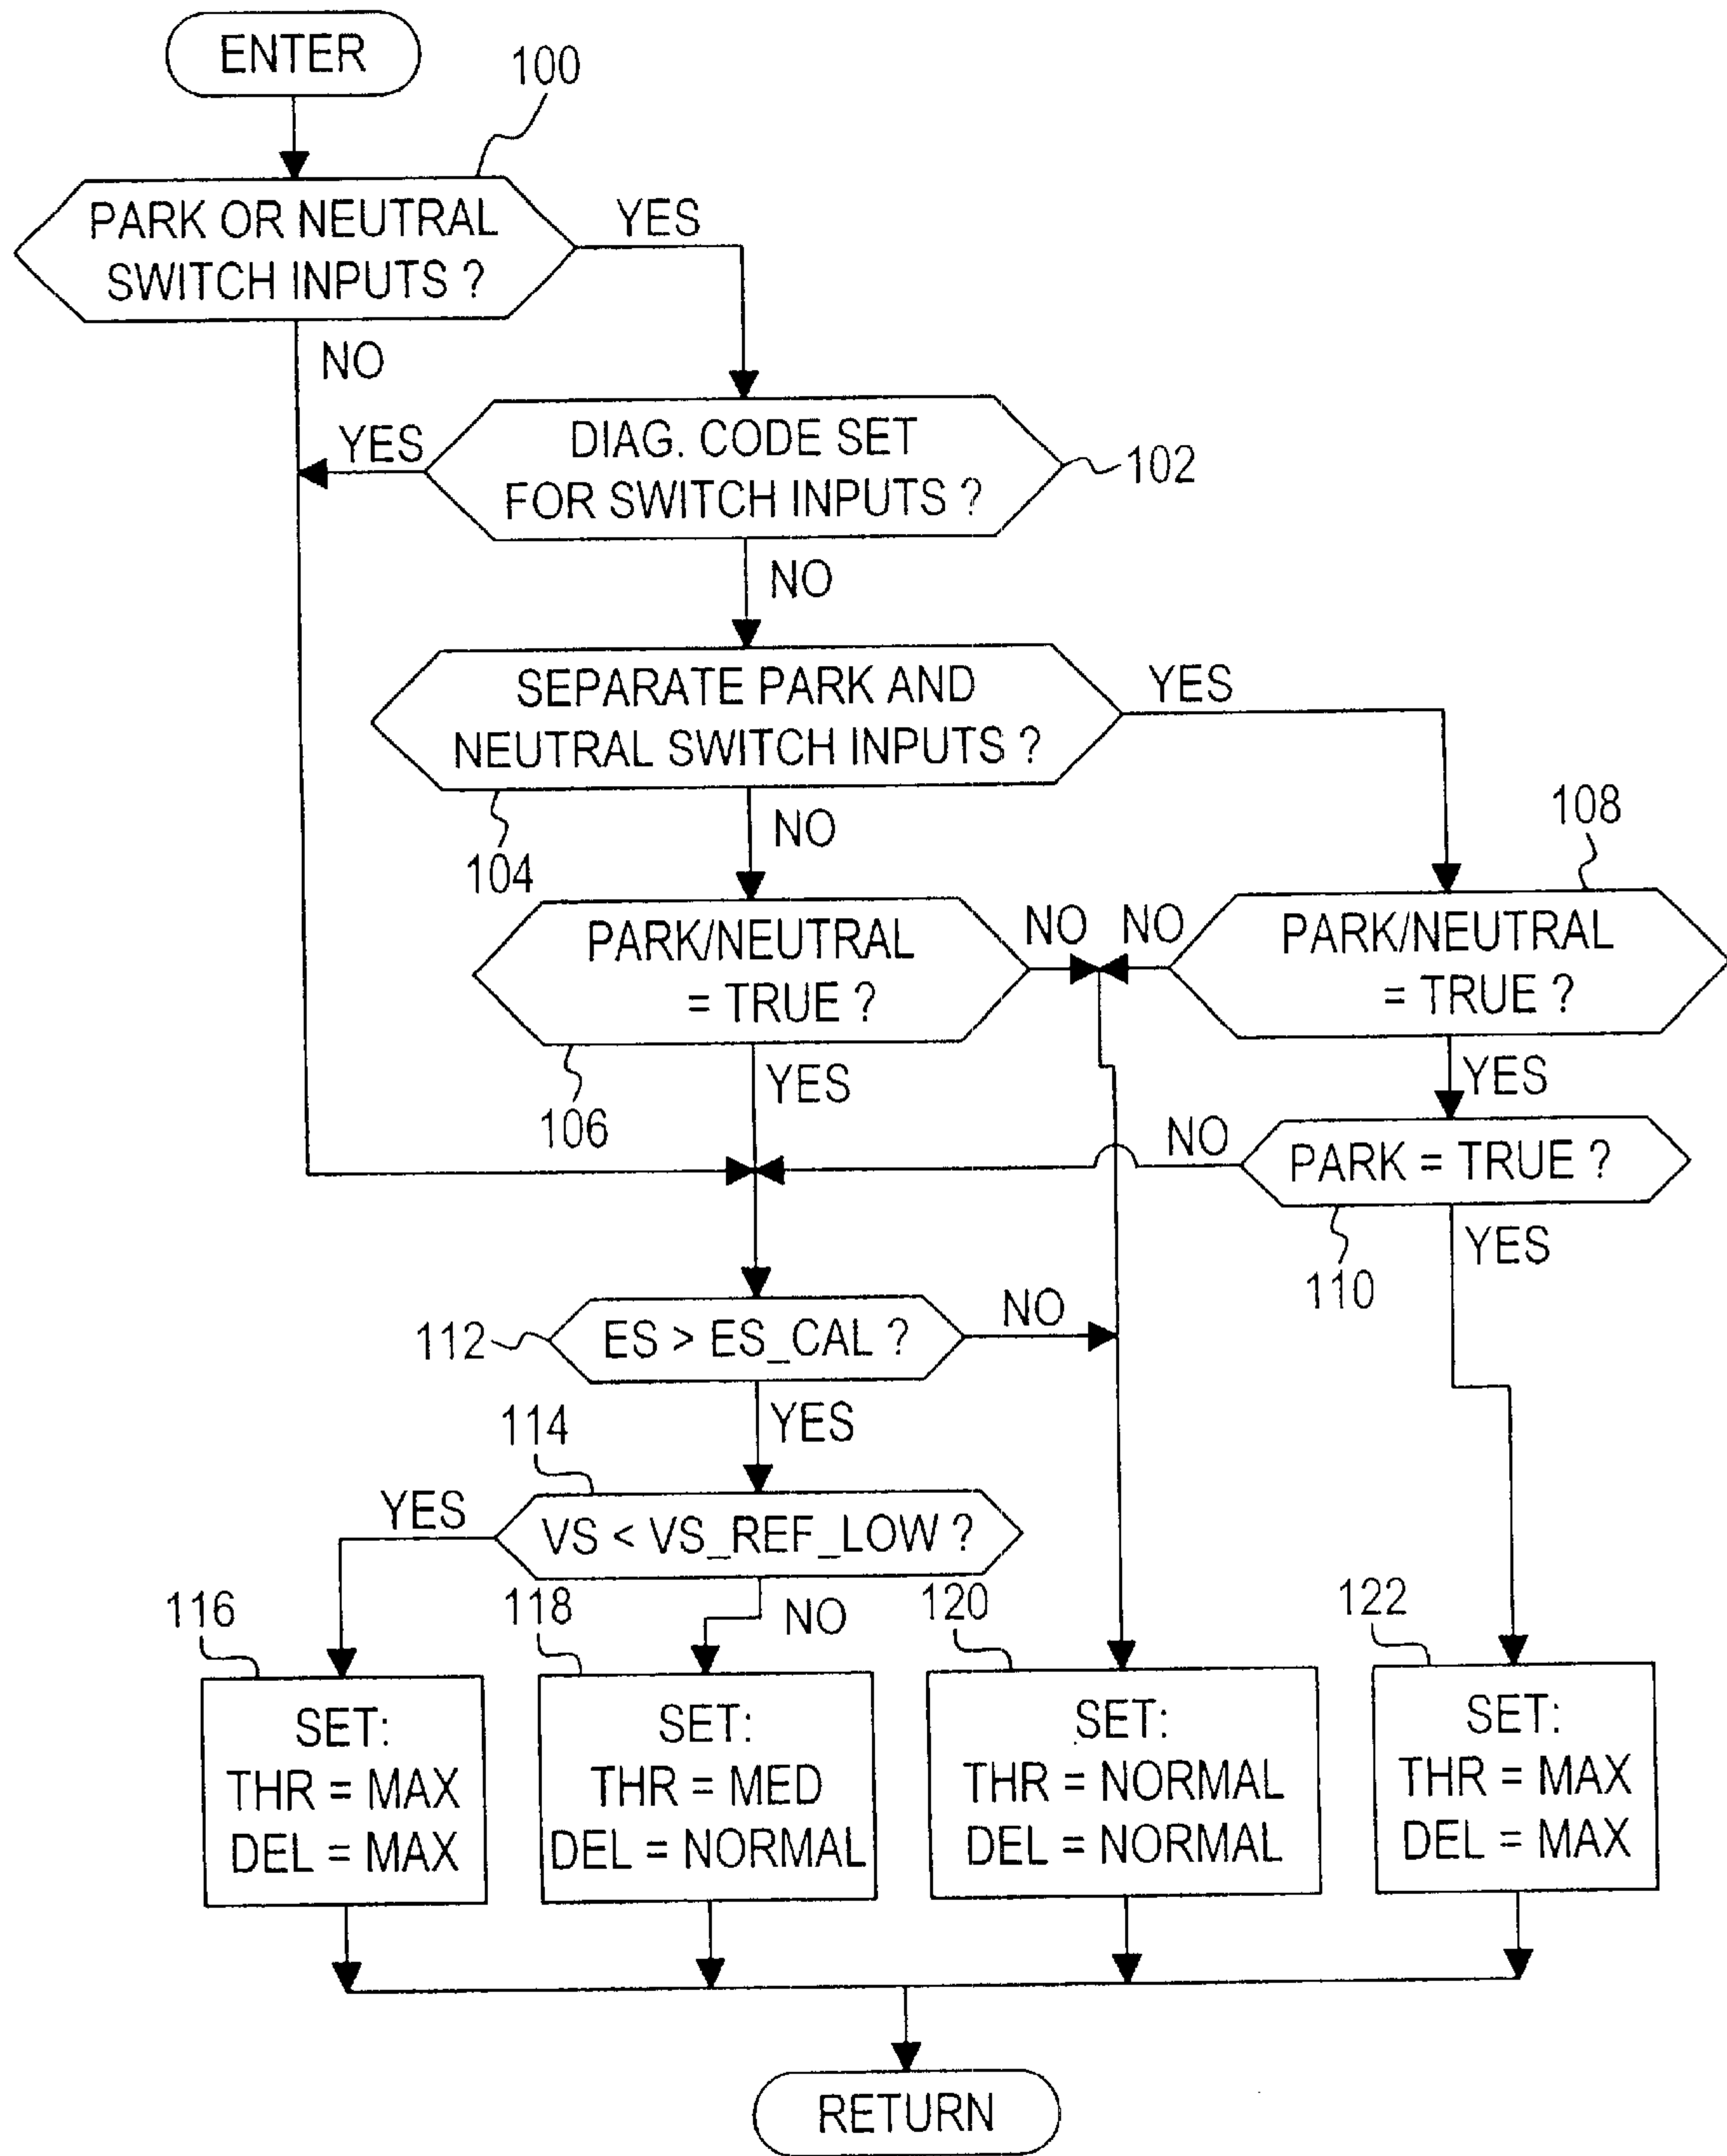 ENTER
100
PARK OR NEUTRAL
SWITCH INPUTS ?
YES
NO
DIAG. CODE SET
FOR SWITCH INPUTS ?
YES
102
NO
SEPARATE PARK AND
NEUTRAL SWITCH INPUTS ?
YES
104
NO
108
PARK/NEUTRAL
= TRUE ?
NO
NO
PARK/NEUTRAL
= TRUE ?
106
YES
YES
NO
PARK = TRUE ?
110
YES
112
ES > ES_CAL ?
NO
YES
114
YES
VS < VS_REF_LOW ?
NO
116
118
120
122
SET:
THR = MAX
DEL = MAX
SET:
THR = MED
DEL = NORMAL
SET:
THR = NORMAL
DEL = NORMAL
SET:
THR = MAX
DEL = MAX
RETURN